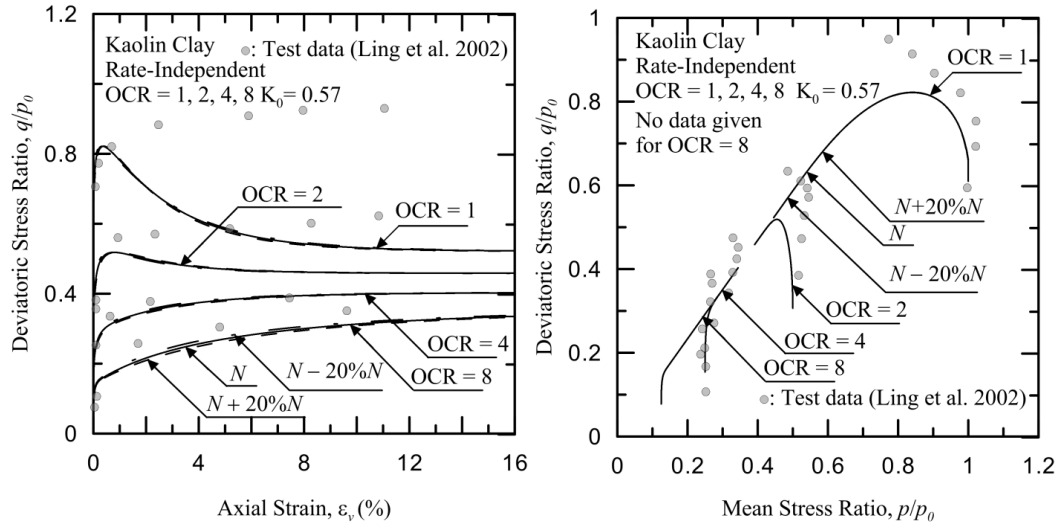 Kaolin Clay
: Test data (Ling et al. 2002)
Rate-Independent
OCR = 1, 2, 4, 8 K0 = 0.57
OCR = 2
OCR = 1
OCR = 4
OCR = 8
N – 20%N
N
N + 20%N
1.2
0.8
0.4
0
0
4
8
12
16
Deviatoric Stress Ratio, q/p0
Axial Strain, εv (%)
Kaolin Clay
Rate-Independent
OCR = 1, 2, 4, 8 K0 = 0.57
No data given
for OCR = 8
OCR = 1
N+20%N
N
N – 20%N
OCR = 2
OCR = 4
OCR = 8
: Test data (Ling et al. 2002)
1
0.8
0.6
0.4
0.2
0
0.0
0.2
0.4
0.6
0.8
1
1.2
Deviatoric Stress Ratio, q/p0
Mean Stress Ratio, p/p0